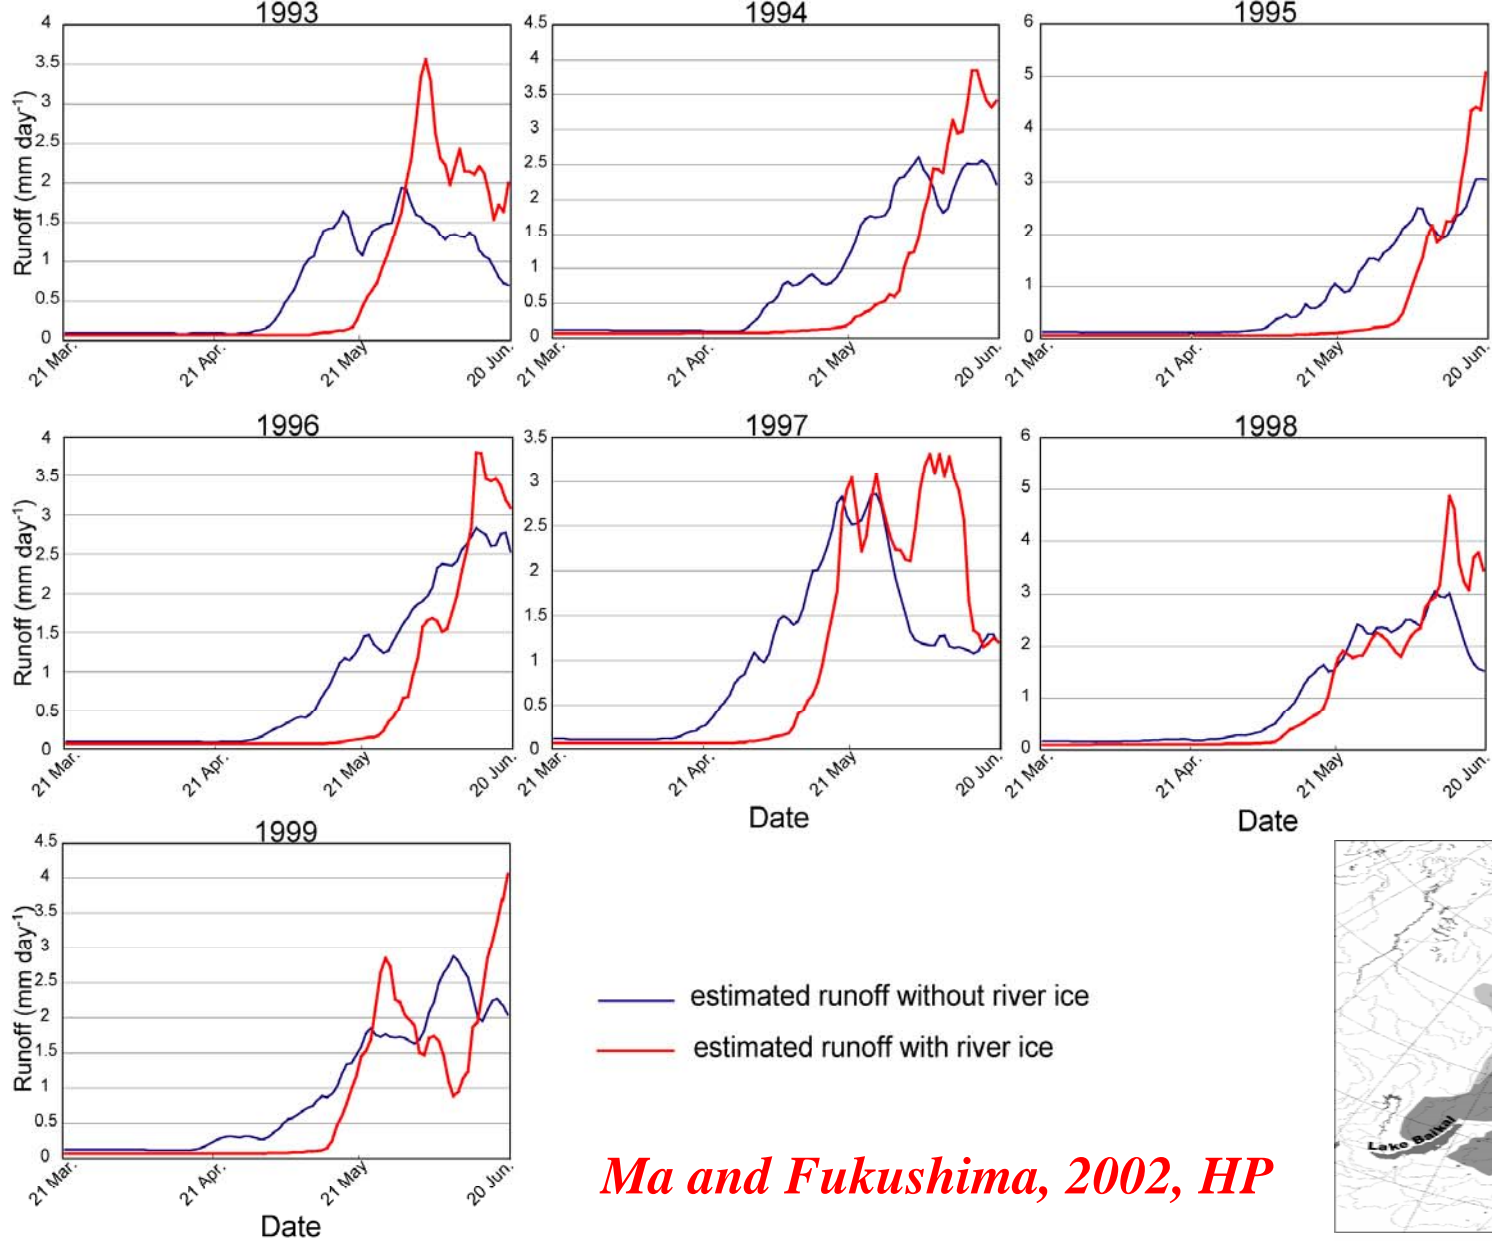 1993
4
3.5
3
2.5
2
1.5
1
0.5
0
Runoff (mm day-1)
21 Mar.
21 Apr.
21 May
20 Jun.
1994
4.5
4
3.5
3
2.5
2
1.5
1
0.5
0
21 Mar.
21 Apr.
21 May
20 Jun.
1995
6
5
4
3
2
1
0
21 Mar.
21 Apr.
21 May
20 Jun.
1996
4
3.5
3
2.5
2
1.5
1
0.5
0
Runoff (mm day-1)
21 Mar.
21 Apr.
21 May
20 Jun.
1997
3.5
3
2.5
2
1.5
1
0.5
0
21 Mar.
21 Apr.
21 May
20 Jun.
Date
1998
6
5
4
3
2
1
0
21 Mar.
21 Apr.
21 May
20 Jun.
Date
1999
4.5
4
3.5
3
2.5
2
1.5
1
0.5
0
Runoff (mm day-1)
21 Mar.
21 Apr.
21 May
20 Jun.
Date
estimated runoff without river ice
estimated runoff with river ice
Ma and Fukushima, 2002, HP
Lake Baikal